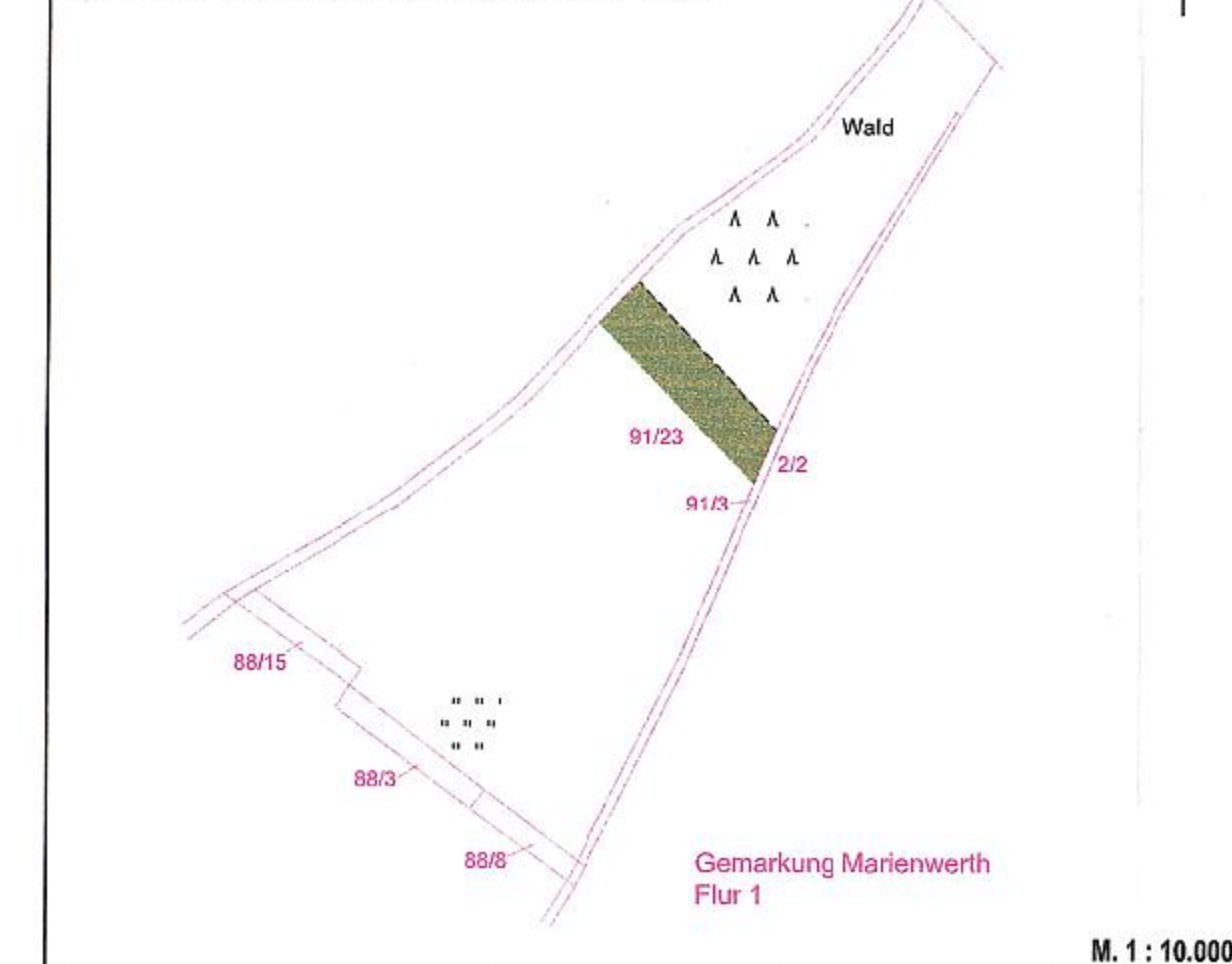 Wald
91/23
2/2
91/3
88/15
88/3
88/8
Gemarkung Marienwerth
Flur 1
M. 1 : 10.000